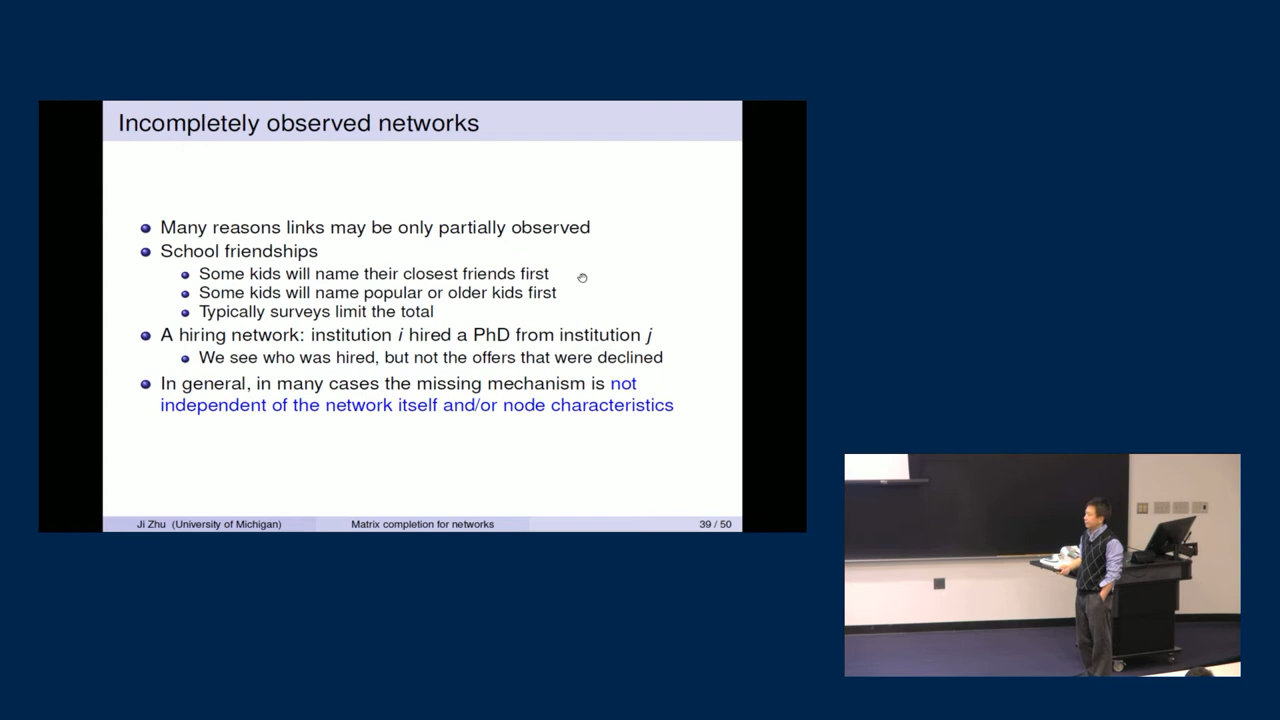 Incompletely observed networks
Many reasons links may be only partially observed
School friendships
Some kids will name their closest friends first
Some kids will name popular or older kids first
Typically surveys limit the total
A hiring network: institution i hired a PhD from institution j
We see who was hired, but not the offers that were declined
In general, in many cases the missing mechanism is not
independent of the network itself and/or node characteristics
Ji Zhu (University of Michigan) Matrix completion for networks 39 / 50